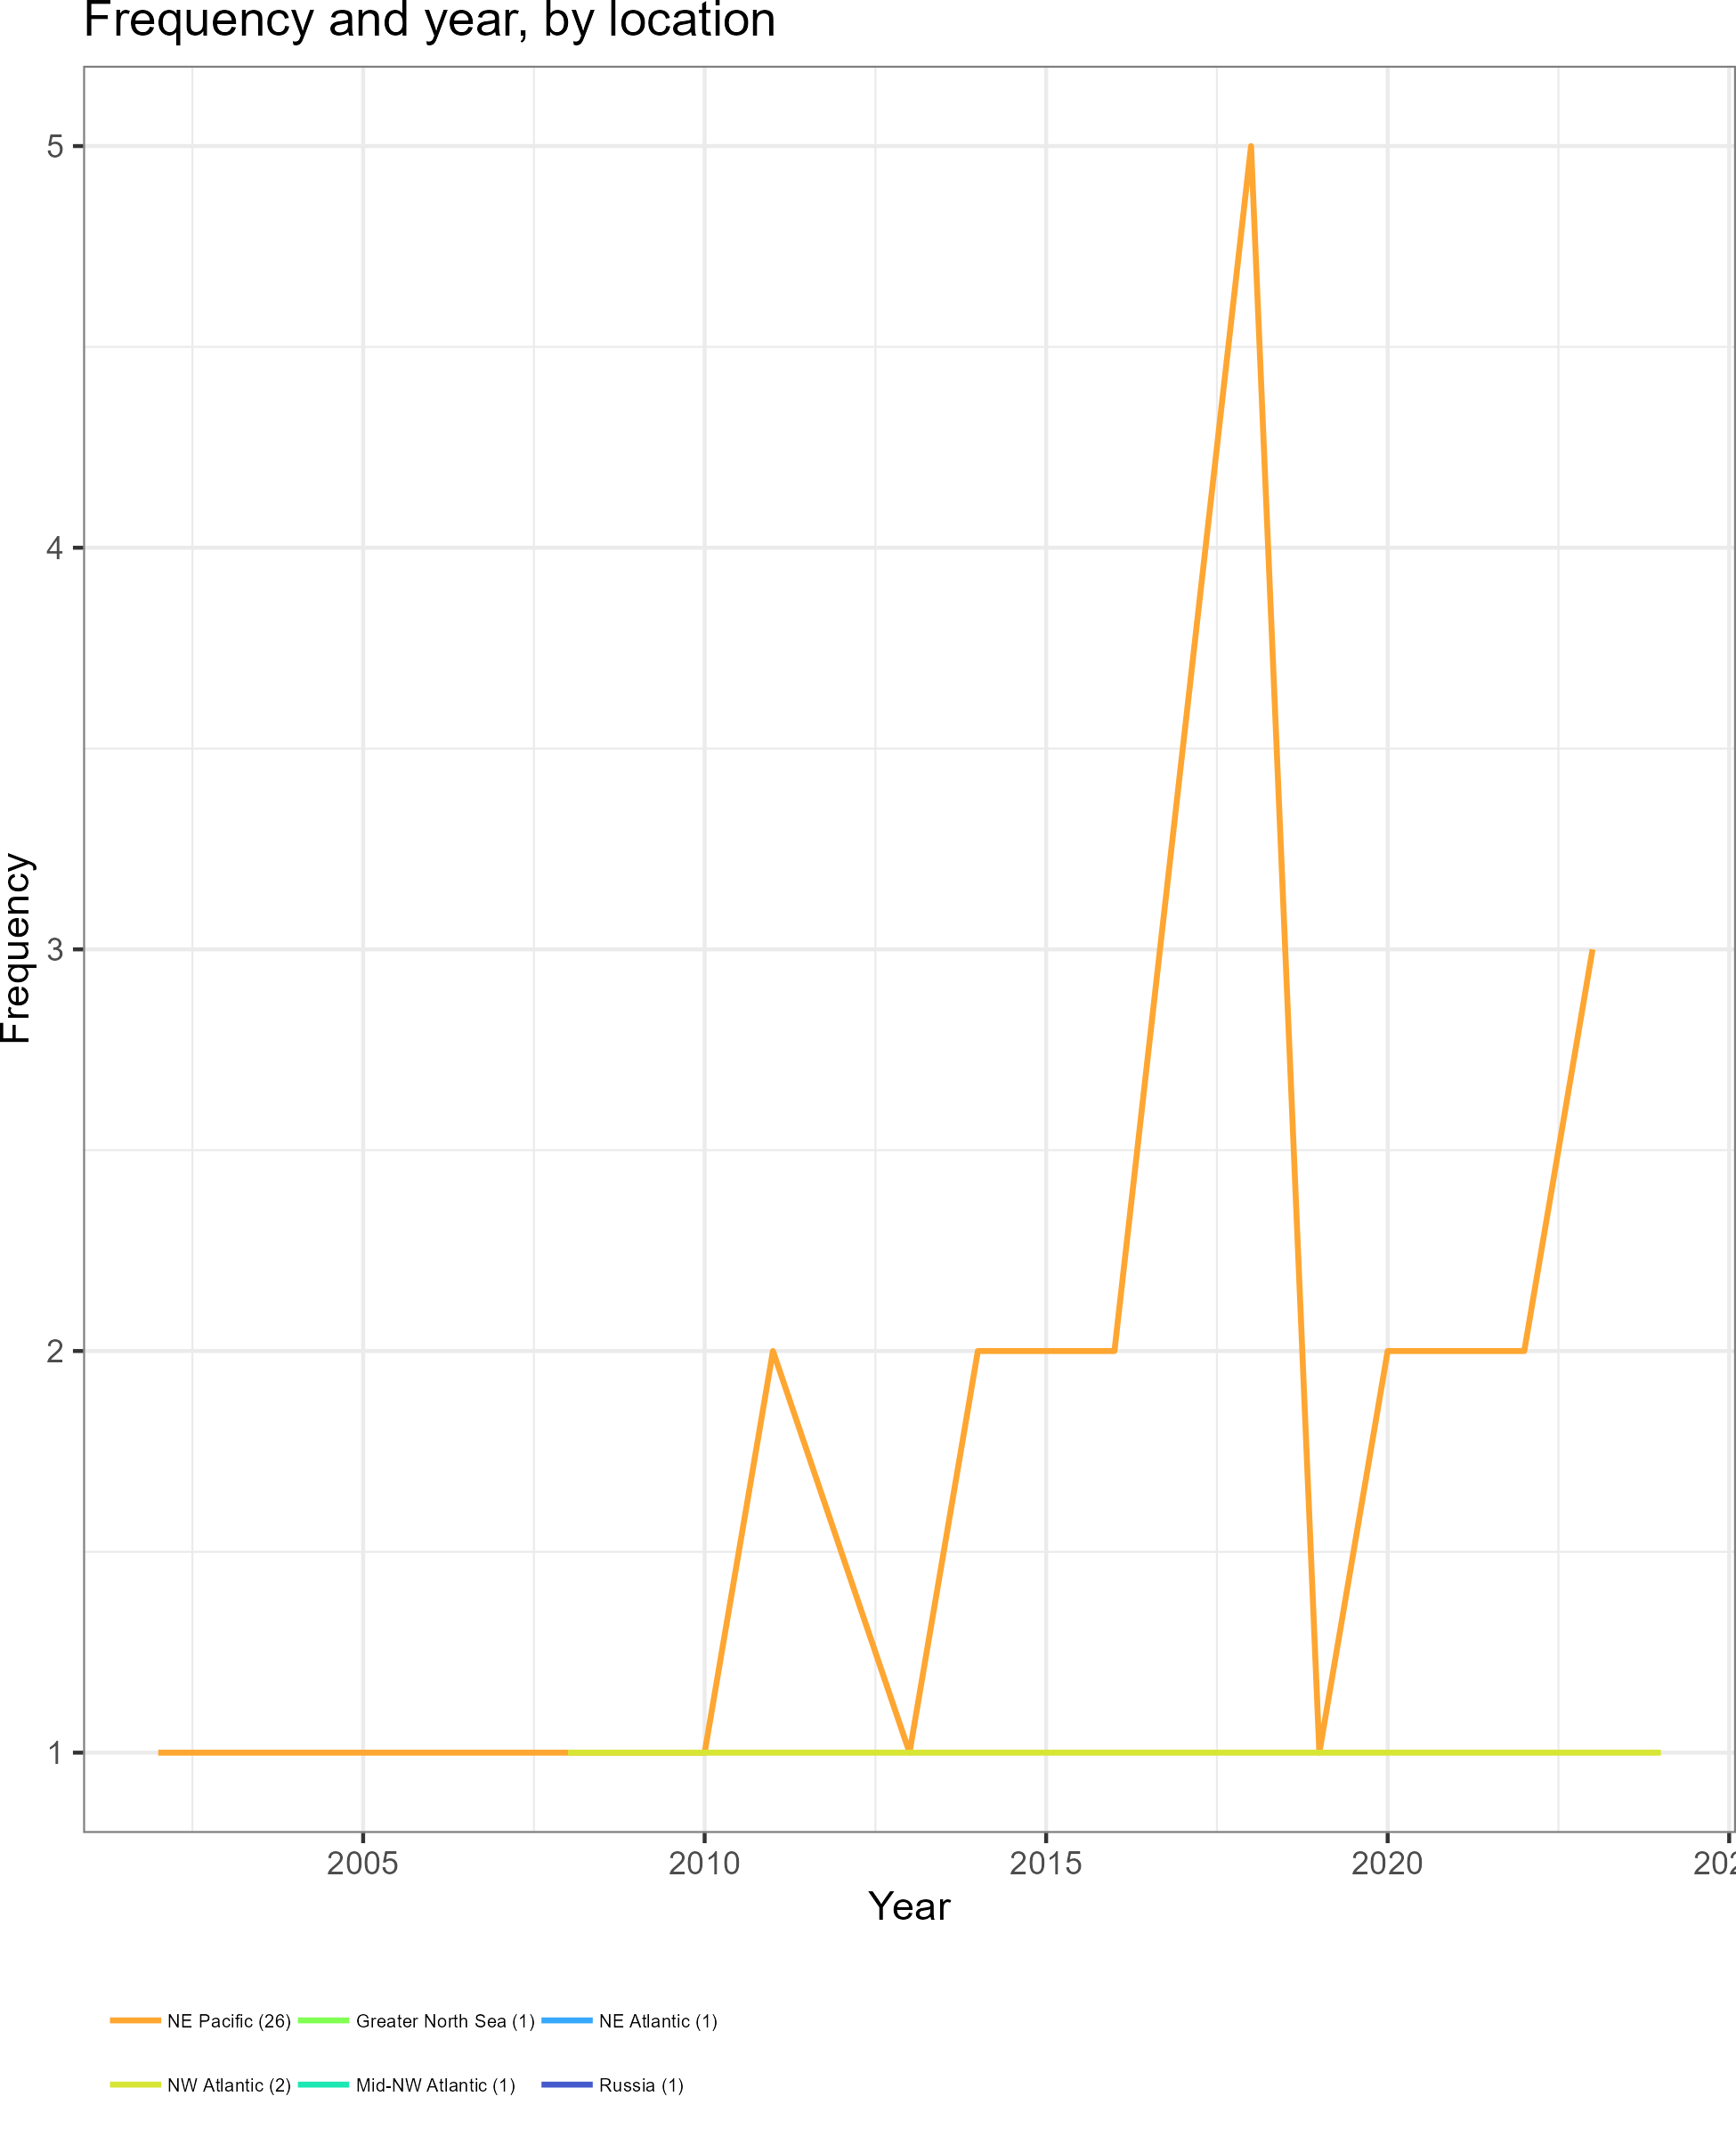 Frequency and year, by location
5
4
3
2
1
Frequency
2005 2010 2015 2020 202
Year
NE Pacific (26) Greater North Sea (1) NE Atlantic (1)
NW Atlantic (2) Mid-NW Atlantic (1) Russia (1)